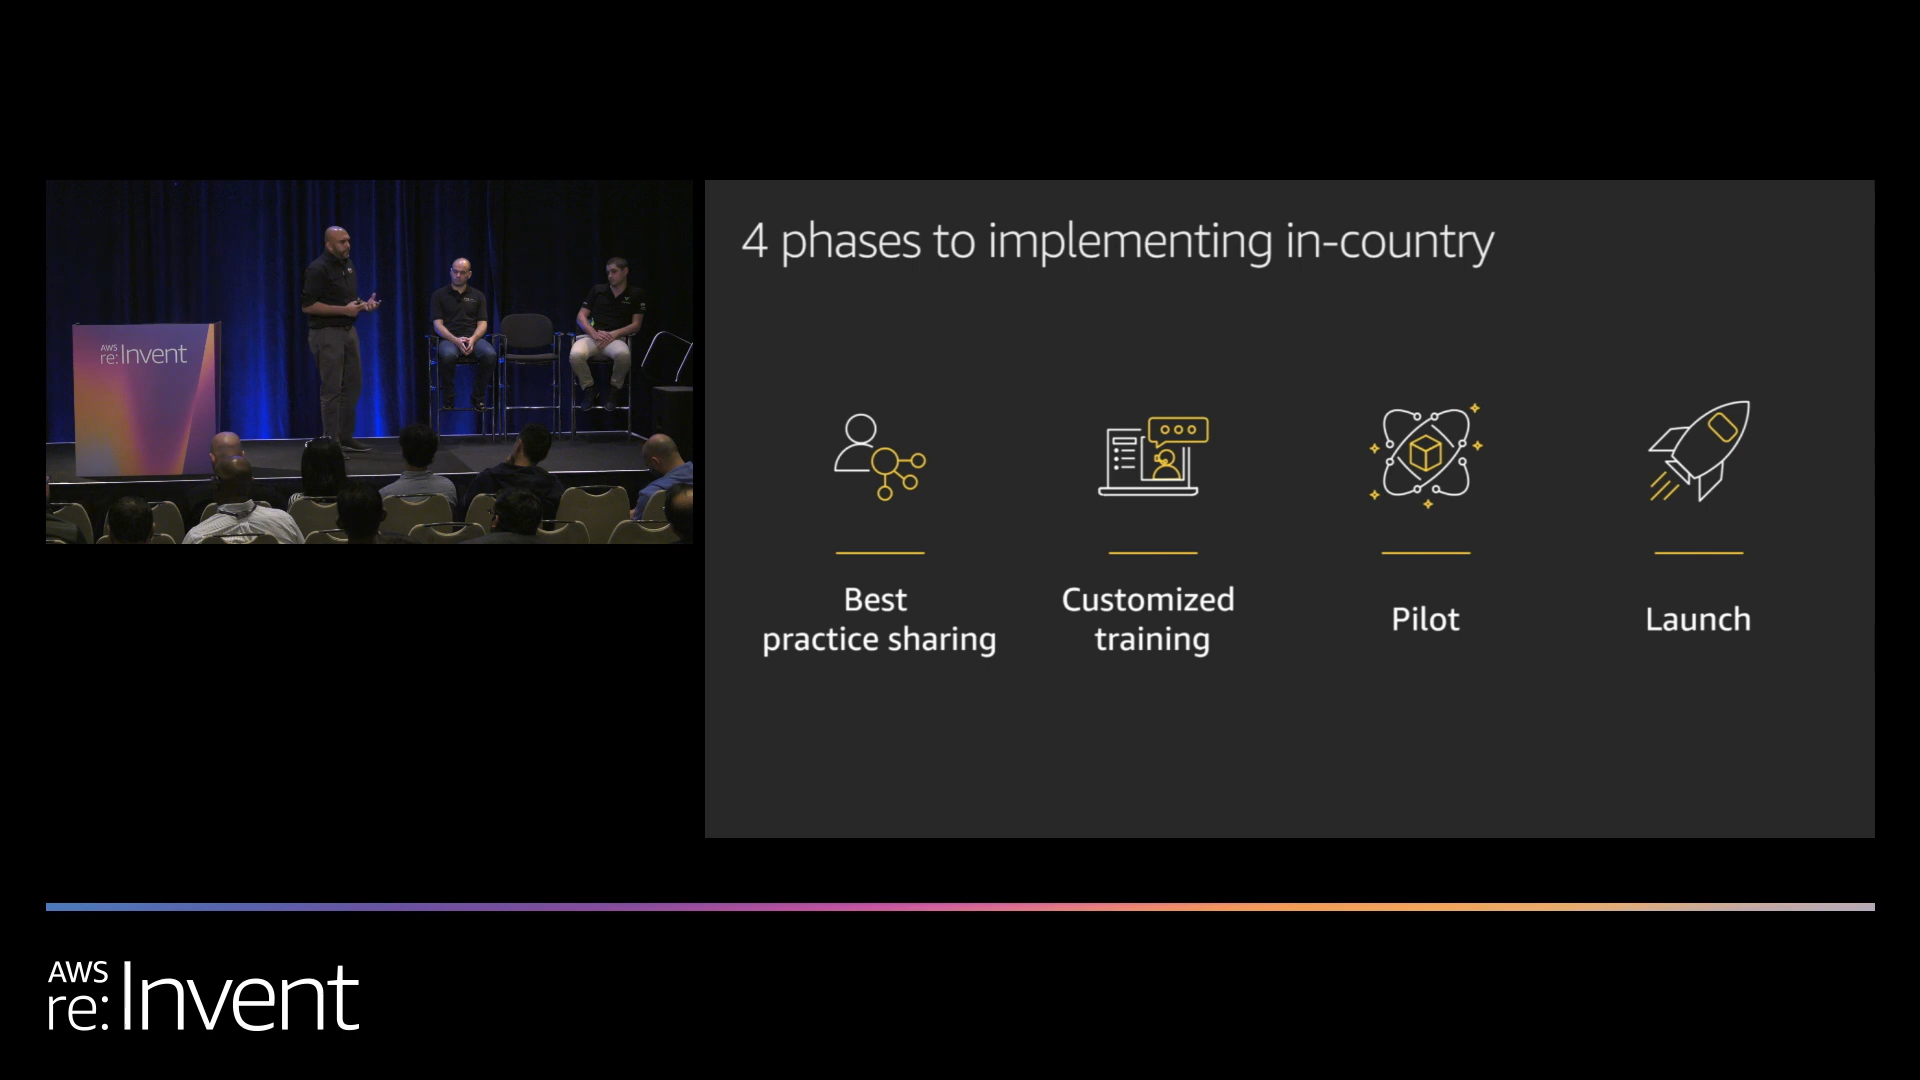 4 phases to implementing in-country
Best
practice sharing
Customized
training
Pilot
Launch
AWS
re:Invent
AWS
re:Invent